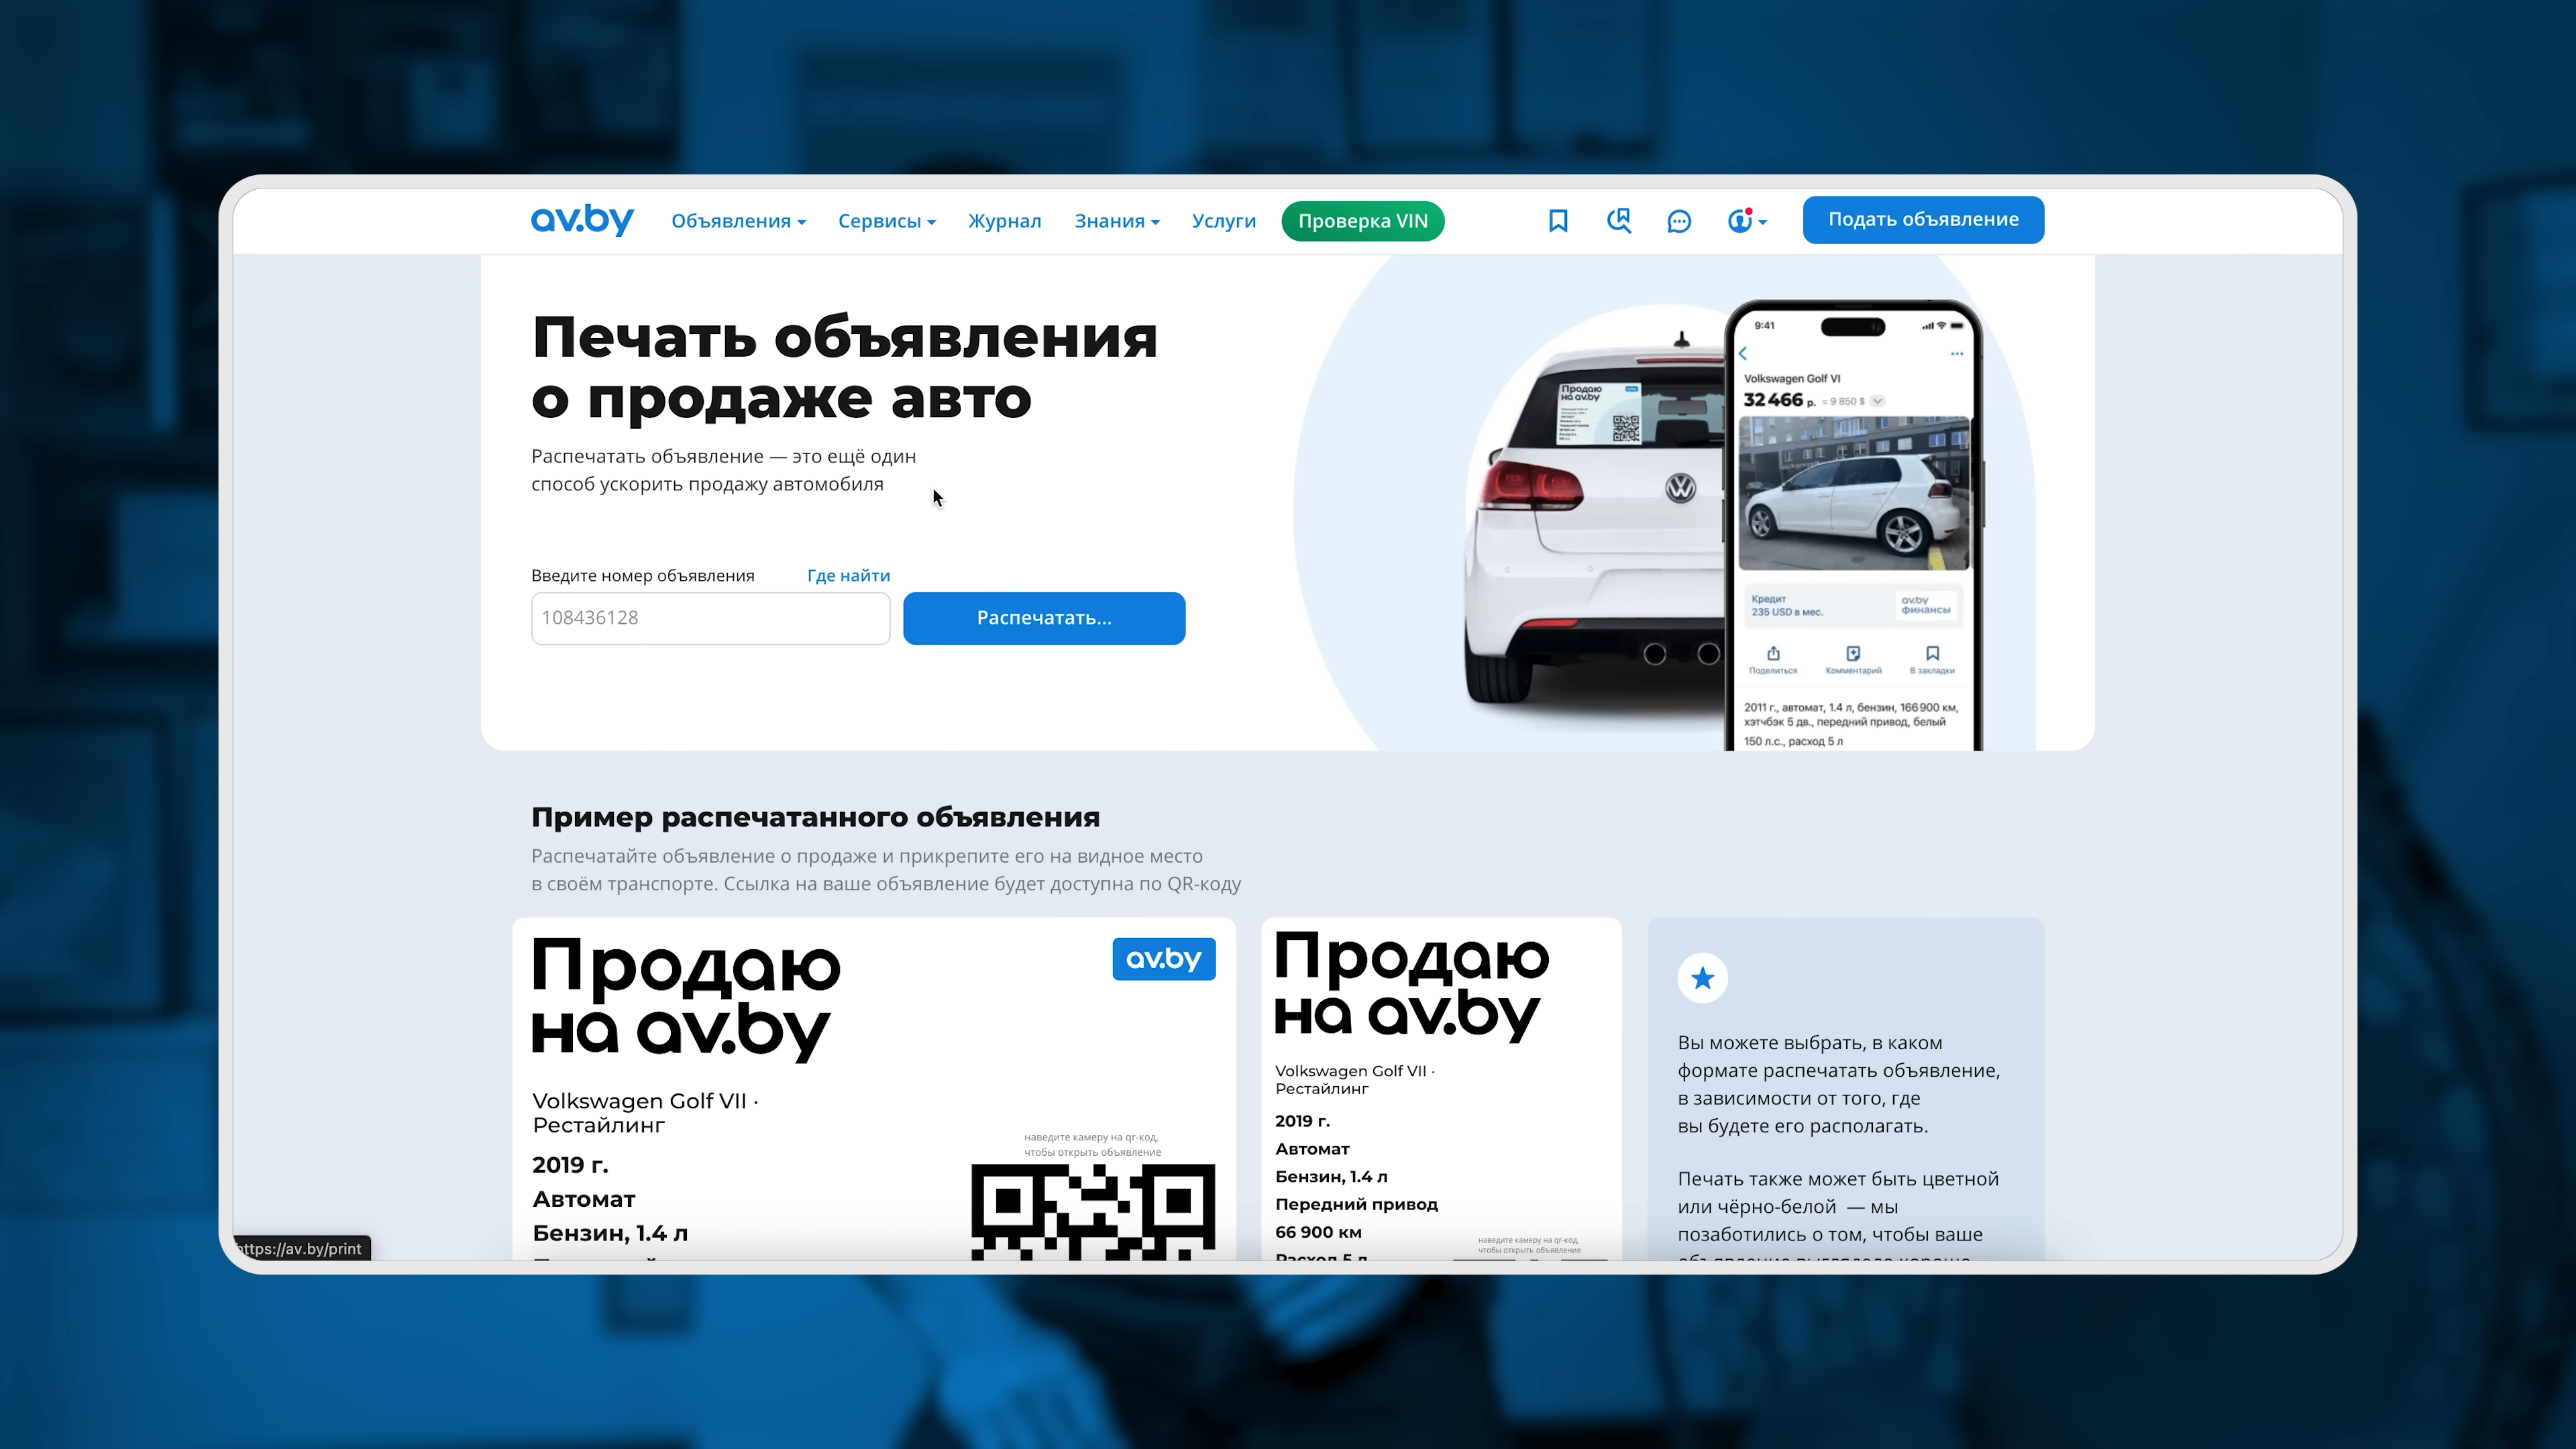 av.by
Объявления
Сервисы
Журнал
Знания
Услуги
Проверка VIN
Подать объявление
Печать объявления
о продаже авто
Распечатать объявление — это ещё один
способ ускорить продажу автомобиля
Введите номер объявления
Где найти
108436128
Распечатать...
Продаю
на av.by
9:41
Volkswagen Golf VI
32 466 р. ≈ 9 850 $
Кредит
235 USD в мес.
av.by
финансы
Поделиться
Комментарий
В закладки
2011 г., автомат, 1.4 л, бензин, 166 900 км,
хэтчбэк 5 дв., передний привод, белый
150 л.с., расход 5 л
Пример распечатанного объявления
Распечатайте объявление о продаже и прикрепите его на видное место
в своём транспорте. Ссылка на ваше объявление будет доступна по QR-коду
Продаю
на av.by
av.by
Volkswagen Golf VII ·
Рестайлинг
2019 г.
Автомат
Бензин, 1.4 л
наведите камеру на qr-код,
чтобы открыть объявление
Продаю
на av.by
Volkswagen Golf VII ·
Рестайлинг
2019 г.
Автомат
Бензин, 1.4 л
Передний привод
66 900 км
Расход 5 л
наведите камеру на qr-код,
чтобы открыть объявление
Вы можете выбрать, в каком
формате распечатать объявление,
в зависимости от того, где
вы будете его располагать.
Печать также может быть цветной
или чёрно-белой — мы
позаботились о том, чтобы ваше
объявление выглядело хорошо
https://av.by/print